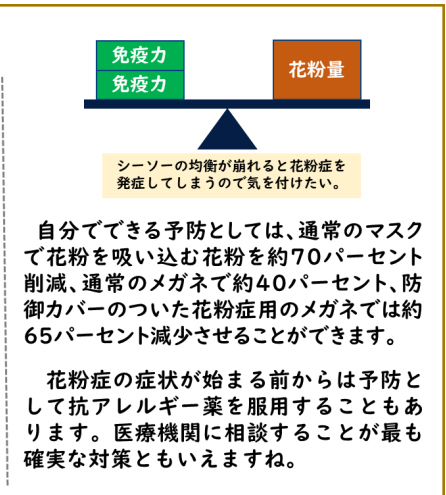 免疫力
免疫力
花粉量
シーソーの均衡が崩れると花粉症を
発症してしまうので気を付けたい。
自分でできる予防としては、通常のマスク
で花粉を吸い込む花粉を約70パーセント
削減、通常のメガネで約40パーセント、防
御カバーのついた花粉症用のメガネでは約
65パーセント減少させることができます。
花粉症の症状が始まる前からは予防と
して抗アレルギー薬を服用することもあ
ります。医療機関に相談することが最も
確実な対策ともいえますね。